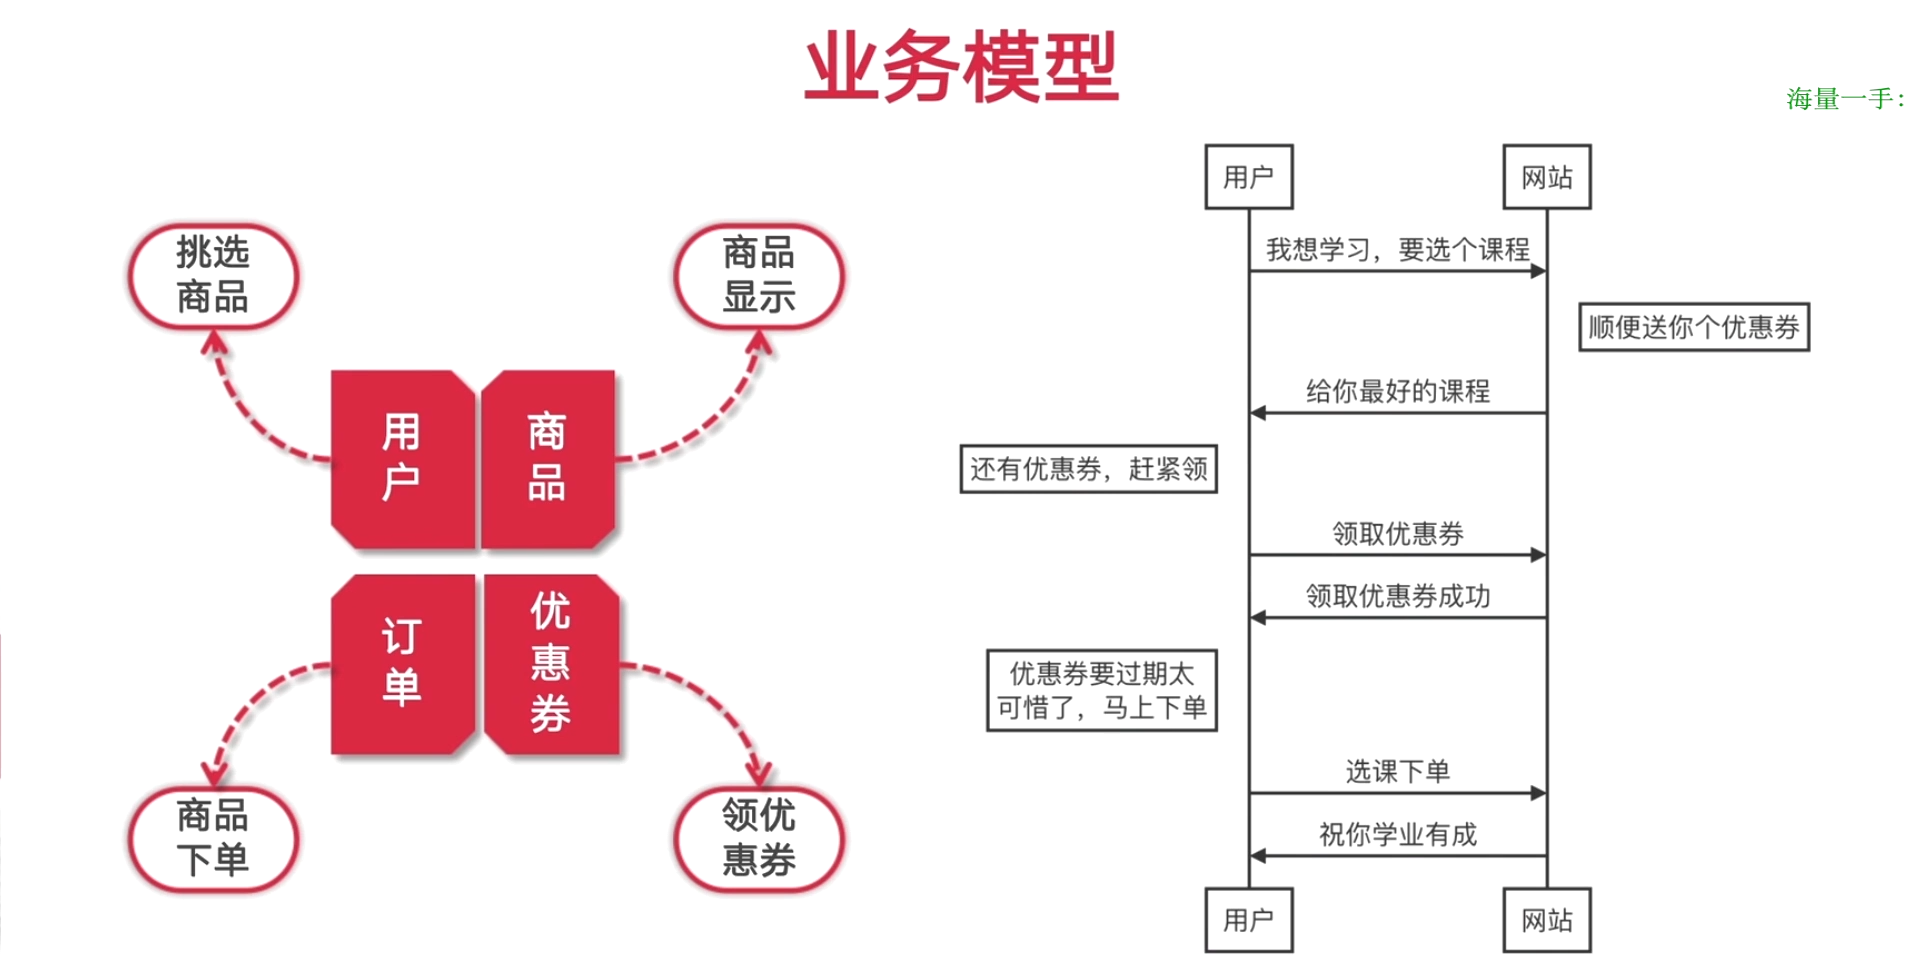 业务模型
海量一手:
挑选
商品
商品
显示
用
户
商
品
订
单
优
惠
券
商品
下单
领优
惠券
用户
网站
我想学习，要选个课程
顺便送你个优惠券
给你最好的课程
还有优惠券，赶紧领
领取优惠券
领取优惠券成功
优惠券要过期太
可惜了，马上下单
选课下单
祝你学业有成
用户
网站